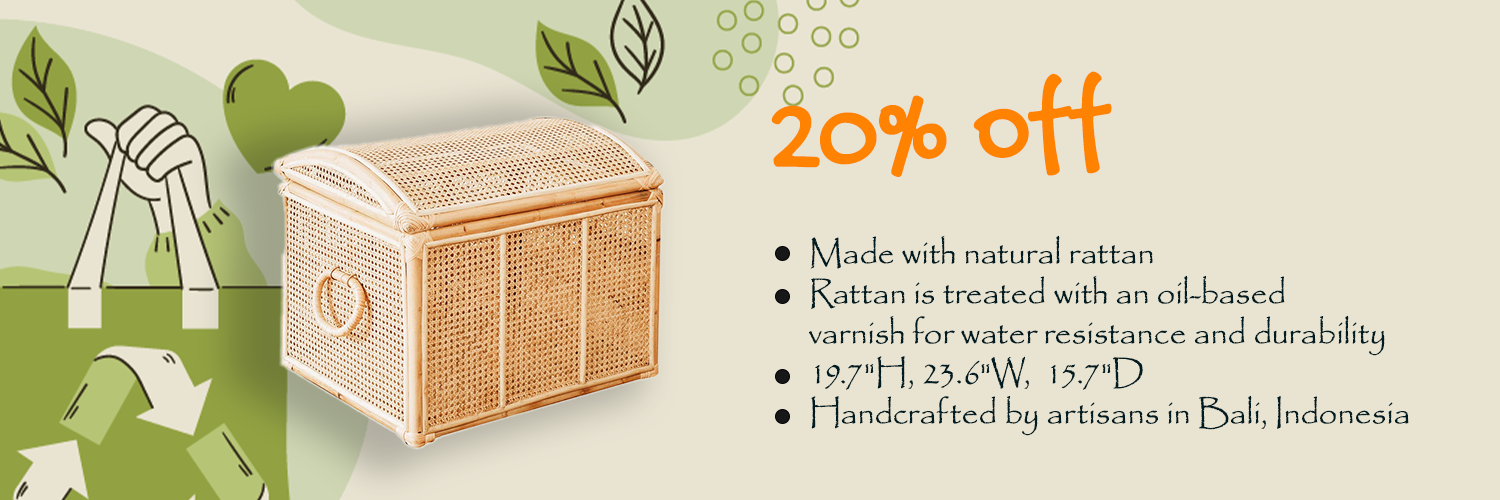 20% off
● Made with natural rattan
● Rattan is treated with an oil-based
varnish for water resistance and durability
● 19.7"H, 23.6"W, 15.7"D
● Handcrafted by artisans in Bali, Indonesia